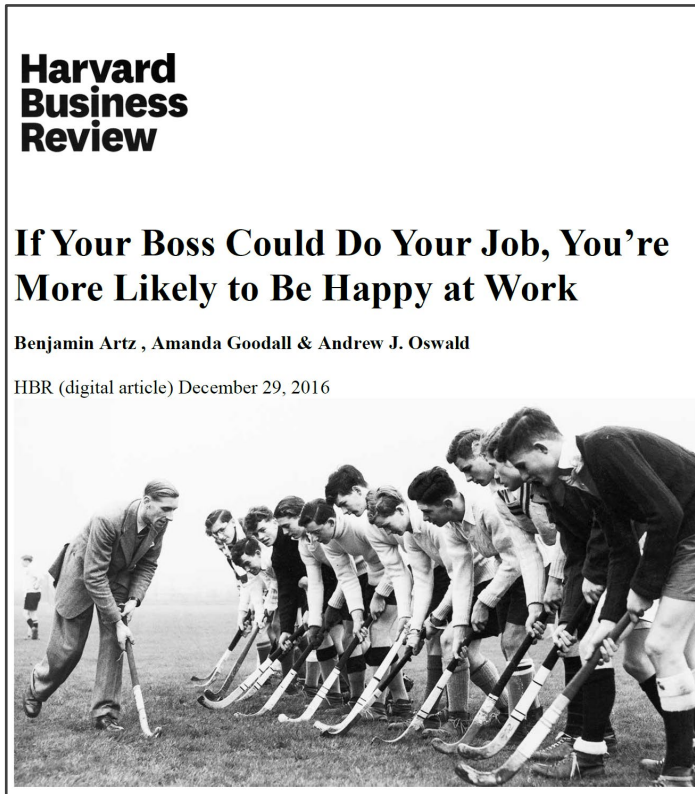 Harvard
Business
Review
If Your Boss Could Do Your Job, You’re
More Likely to Be Happy at Work
Benjamin Artz , Amanda Goodall & Andrew J. Oswald
HBR (digital article) December 29, 2016